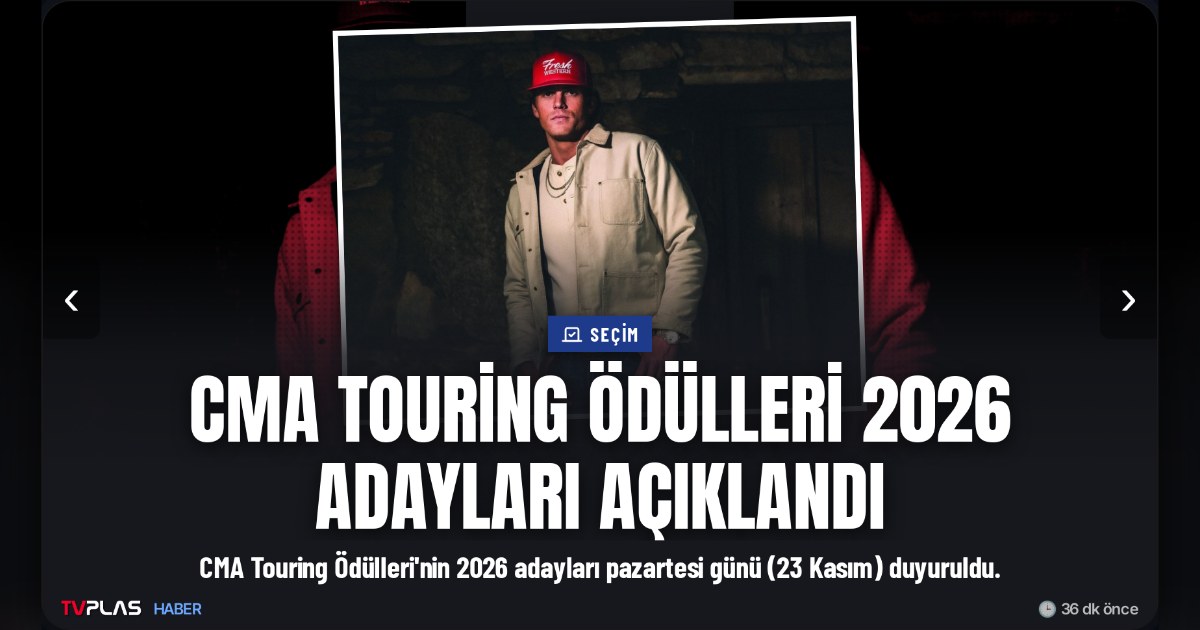 Fresh
WESTERN
SEÇİM
CMA TOURİNG ÖDÜLLERİ 2026
ADAYLARI AÇIKLANDI
CMA Touring Ödülleri'nin 2026 adayları pazartesi günü (23 Kasım) duyuruldu.
TVPLAS HABER
36 dk önce